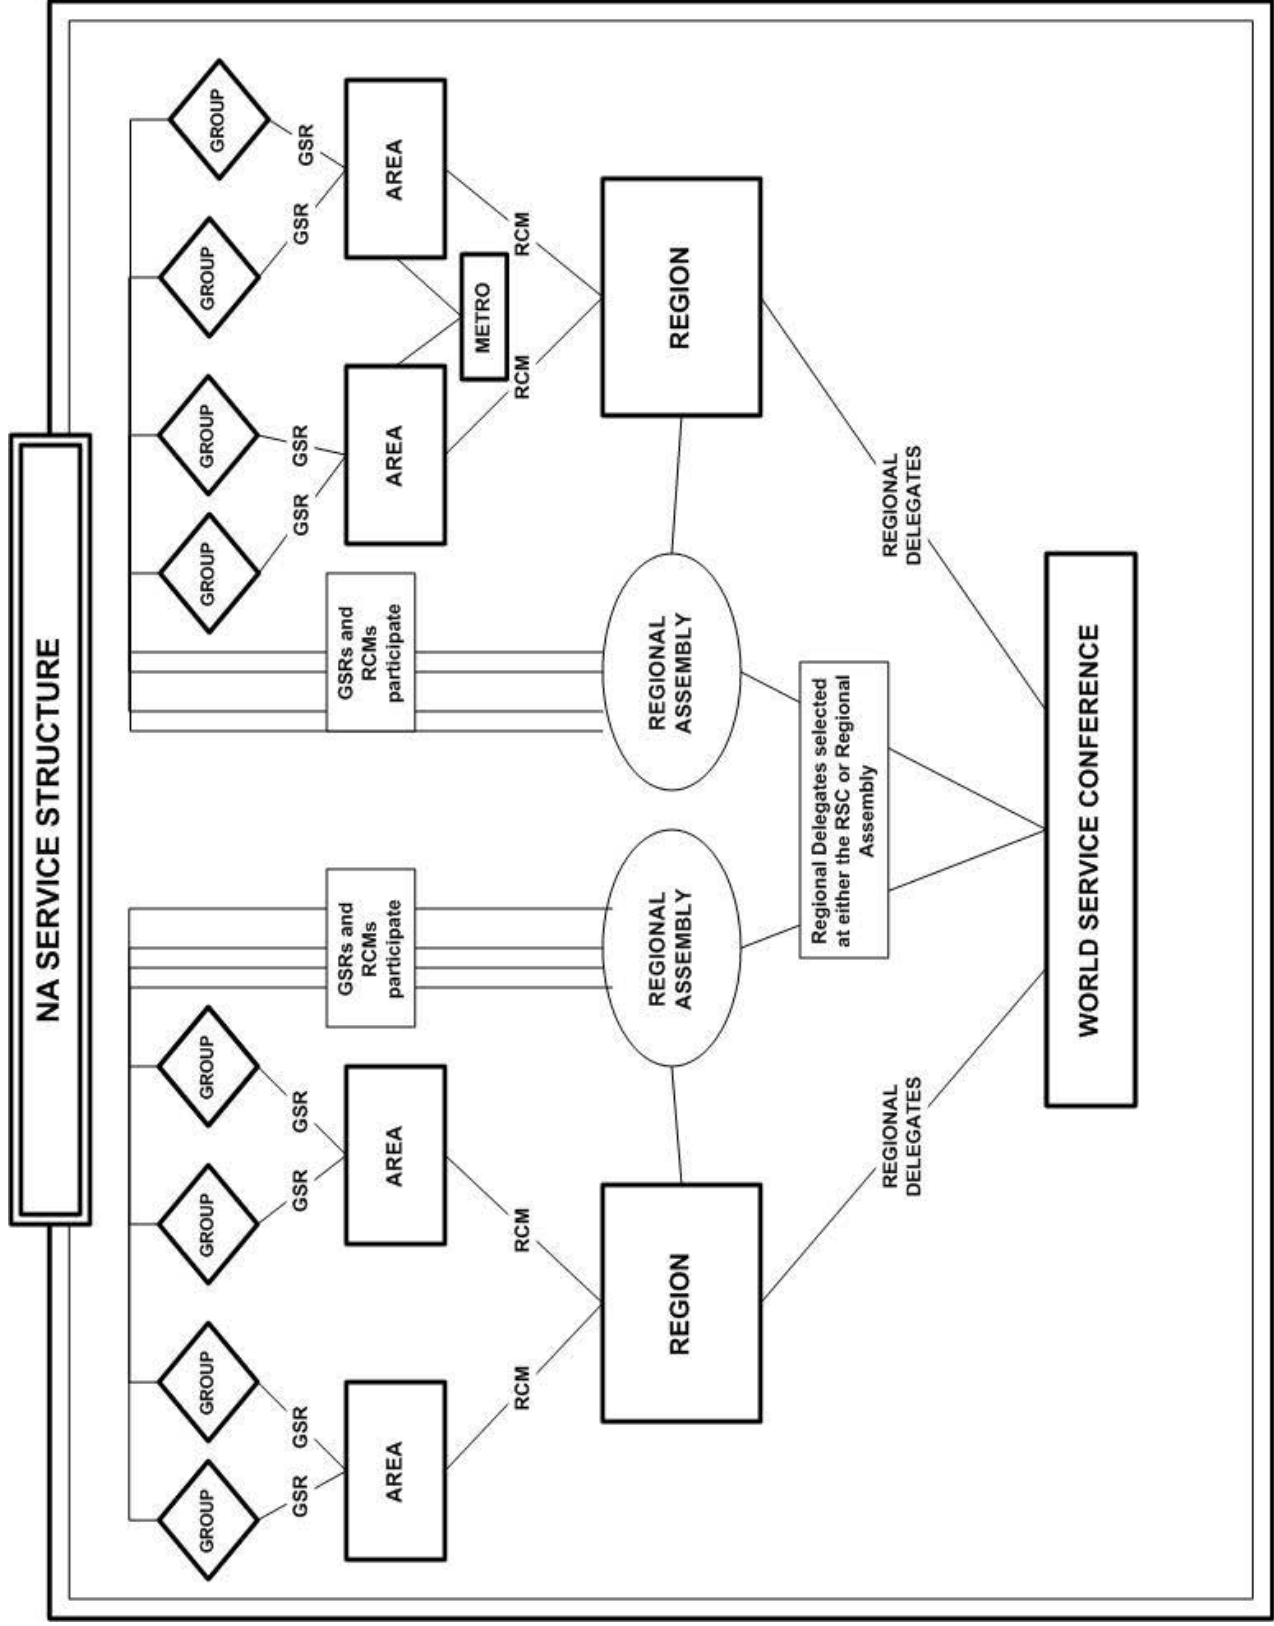 NA SERVICE STRUCTURE
GROUP
GROUP
GROUP
GROUP
GROUP
GROUP
GROUP
GROUP
GSR
GSR
GSR
GSR
GSR
GSR
GSR
GSR
AREA
AREA
GSRs and
RCMs
participate
GSRs and
RCMs
participate
AREA
AREA
METRO
RCM
RCM
RCM
RCM
REGION
REGIONAL
ASSEMBLY
REGIONAL
ASSEMBLY
REGION
Regional Delegates selected
at either the RSC or Regional
Assembly
REGIONAL
DELEGATES
REGIONAL
DELEGATES
WORLD SERVICE CONFERENCE